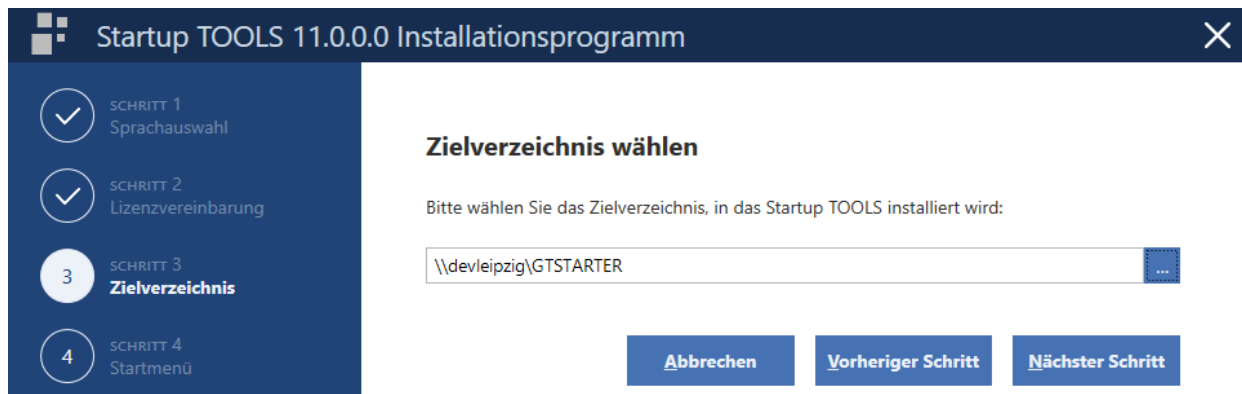 Startup TOOLS 11.0.0.0 Installationsprogramm
SCHRITT 1
Sprachauswahl
SCHRITT 2
Lizenzvereinbarung
3
SCHRITT 3
Zielverzeichnis
4
SCHRITT 4
Startmenü
Zielverzeichnis wählen
Bitte wählen Sie das Zielverzeichnis, in das Startup TOOLS installiert wird:
\\devleipzig\GTSTARTER
...
Abbrechen
Vorheriger Schritt
Nächster Schritt